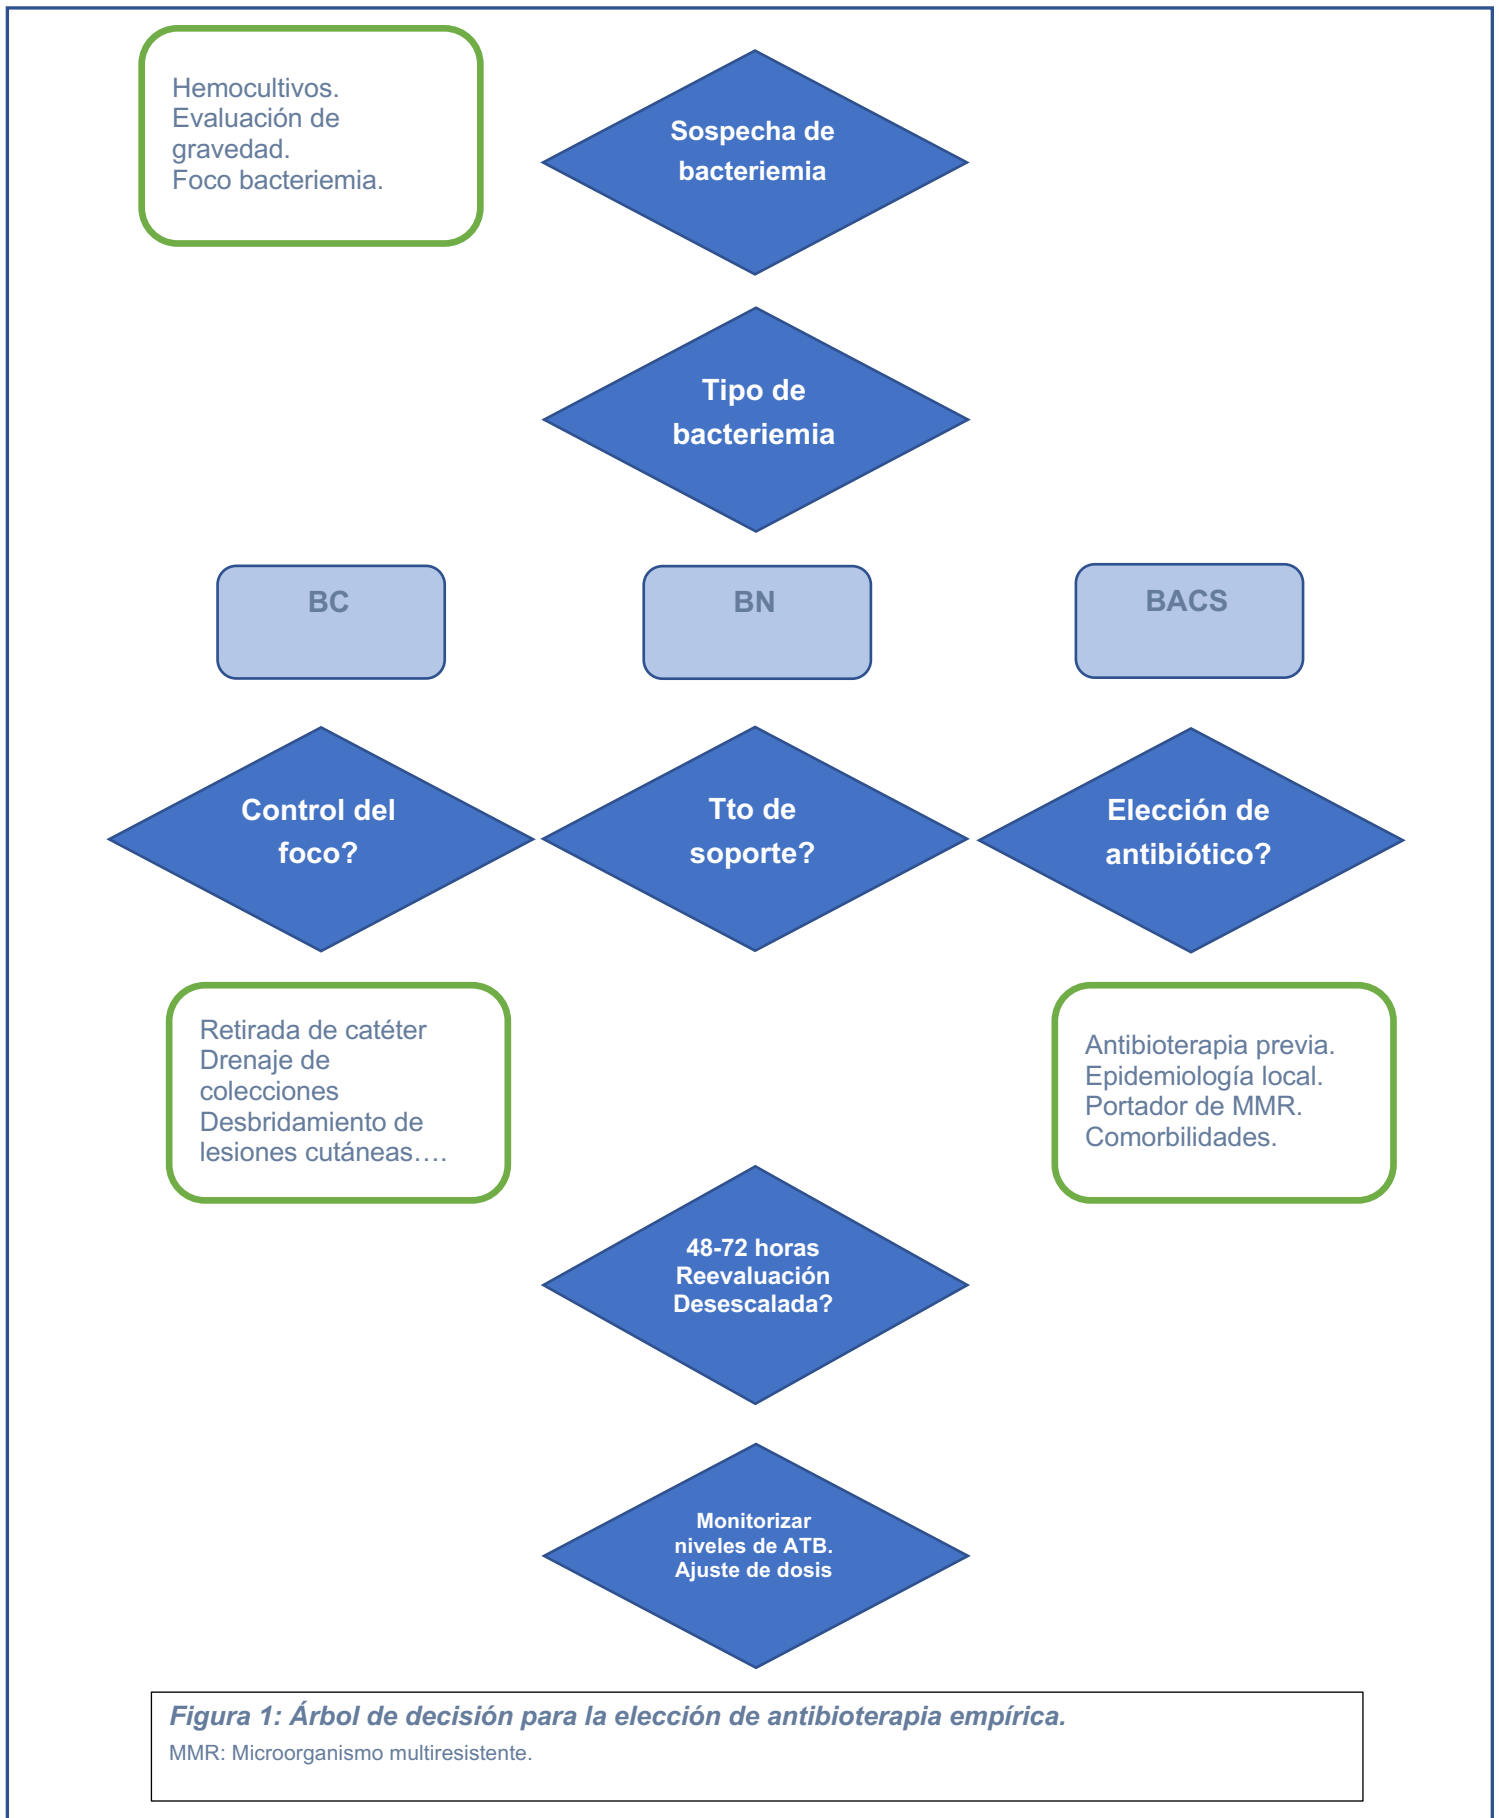 Hemocultivos.
Evaluación de
gravedad.
Foco bacteriemia.
Sospecha de
bacteriemia
Tipo de
bacteriemia
BC
BN
BACS
Control del
foco?
Tto de
soporte?
Elección de
antibiótico?
Retirada de catéter
Drenaje de
colecciones
Desbridamiento de
lesiones cutáneas….
Antibioterapia previa.
Epidemiología local.
Portador de MMR.
Comorbilidades.
48-72 horas
Reevaluación
Desescalada?
Monitorizar
niveles de ATB.
Ajuste de dosis
Figura 1: Árbol de decisión para la elección de antibioterapia empírica.
MMR: Microorganismo multiresistente.